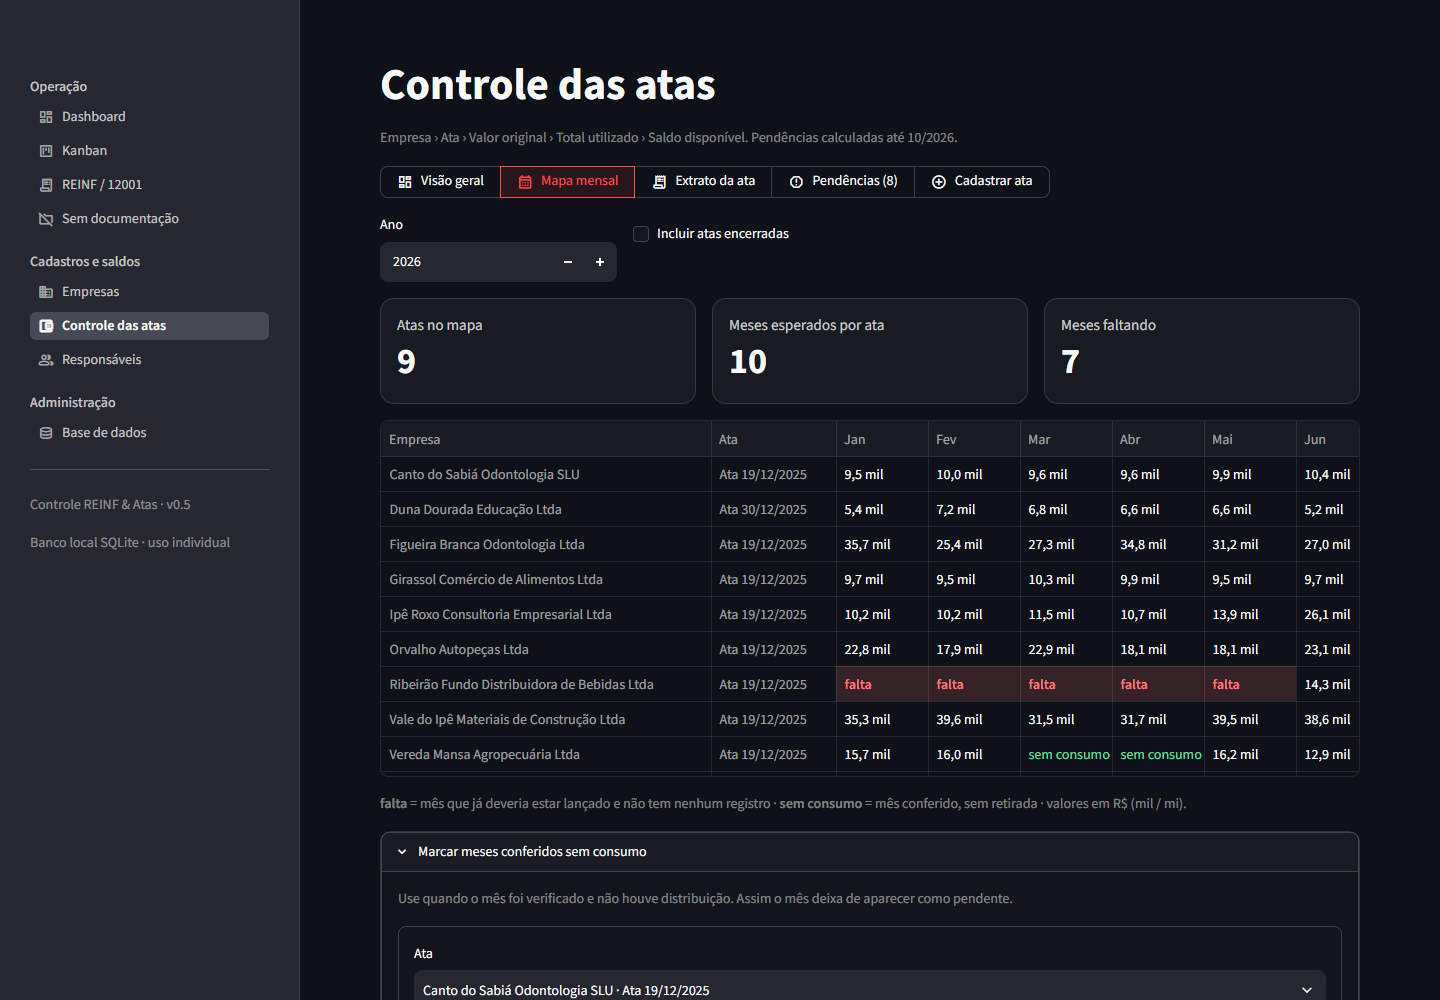 Operação
Dashboard
Kanban
REINF / 12001
Sem documentação
Cadastros e saldos
Empresas
Controle das atas
Responsáveis
Administração
Base de dados
Controle REINF & Atas · v0.5
Banco local SQLite · uso individual
Controle das atas
Empresa › Ata › Valor original › Total utilizado › Saldo disponível. Pendências calculadas até 10/2026.
Visão geral Mapa mensal Extrato da ata Pendências (8) Cadastrar ata
Ano
Incluir atas encerradas
2026
Atas no mapa Meses esperados por ata Meses faltando
9 10 7
Empresa Ata Jan Fev Mar Abr Mai Jun
Canto do Sabiá Odontologia SLU Ata 19/12/2025 9,5 mil 10,0 mil 9,6 mil 9,6 mil 9,9 mil 10,4 mil
Duna Dourada Educação Ltda Ata 30/12/2025 5,4 mil 7,2 mil 6,8 mil 6,6 mil 6,6 mil 5,2 mil
Figueira Branca Odontologia Ltda Ata 19/12/2025 35,7 mil 25,4 mil 27,3 mil 34,8 mil 31,2 mil 27,0 mil
Girassol Comércio de Alimentos Ltda Ata 19/12/2025 9,7 mil 9,5 mil 10,3 mil 9,9 mil 9,5 mil 9,7 mil
Ipê Roxo Consultoria Empresarial Ltda Ata 19/12/2025 10,2 mil 10,2 mil 11,5 mil 10,7 mil 13,9 mil 26,1 mil
Orvalho Autopeças Ltda Ata 19/12/2025 22,8 mil 17,9 mil 22,9 mil 18,1 mil 18,1 mil 23,1 mil
Ribeirão Fundo Distribuidora de Bebidas Ltda Ata 19/12/2025 falta falta falta falta falta 14,3 mil
Vale do Ipê Materiais de Construção Ltda Ata 19/12/2025 35,3 mil 39,6 mil 31,5 mil 31,7 mil 39,5 mil 38,6 mil
Vereda Mansa Agropecuária Ltda Ata 19/12/2025 15,7 mil 16,0 mil sem consumo sem consumo 16,2 mil 12,9 mil
falta = mês que já deveria estar lançado e não tem nenhum registro · sem consumo = mês conferido, sem retirada · valores em R$ (mil / mi).
Marcar meses conferidos sem consumo
Use quando o mês foi verificado e não houve distribuição. Assim o mês deixa de aparecer como pendente.
Ata
Canto do Sabiá Odontologia SLU · Ata 19/12/2025